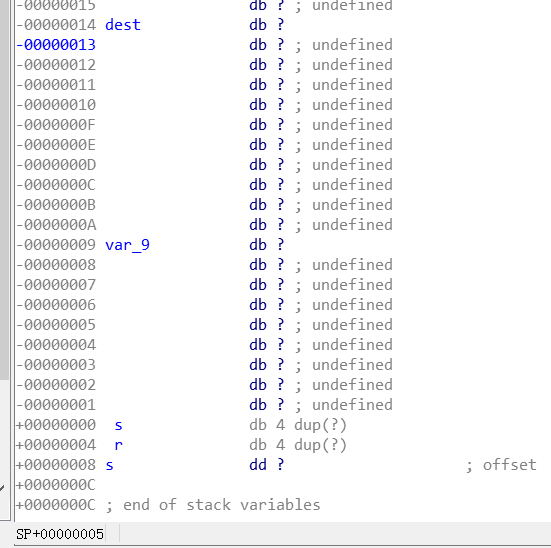 -00000015 db ? ; undefined
-00000014 dest db ?
-00000013 db ? ; undefined
-00000012 db ? ; undefined
-00000011 db ? ; undefined
-00000010 db ? ; undefined
-0000000F db ? ; undefined
-0000000E db ? ; undefined
-0000000D db ? ; undefined
-0000000C db ? ; undefined
-0000000B db ? ; undefined
-0000000A db ? ; undefined
-00000009 var_9 db ?
-00000008 db ? ; undefined
-00000007 db ? ; undefined
-00000006 db ? ; undefined
-00000005 db ? ; undefined
-00000004 db ? ; undefined
-00000003 db ? ; undefined
-00000002 db ? ; undefined
-00000001 db ? ; undefined
+00000000 s db 4 dup(?)
+00000004 r db 4 dup(?)
+00000008 s dd ? ; offset
+0000000C
+0000000C ; end of stack variables
SP+00000005